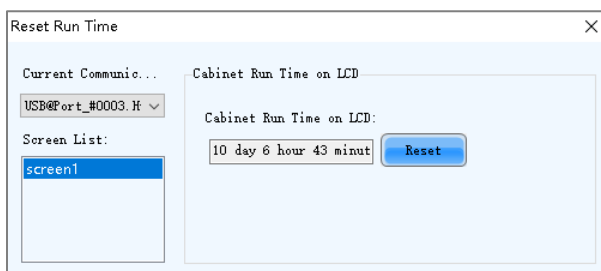 Reset Run Time
Current Communic...
USB@Port_#0003.H
Screen List:
screen1
Cabinet Run Time on LCD
Cabinet Run Time on LCD:
10 day 6 hour 43 minut
Reset